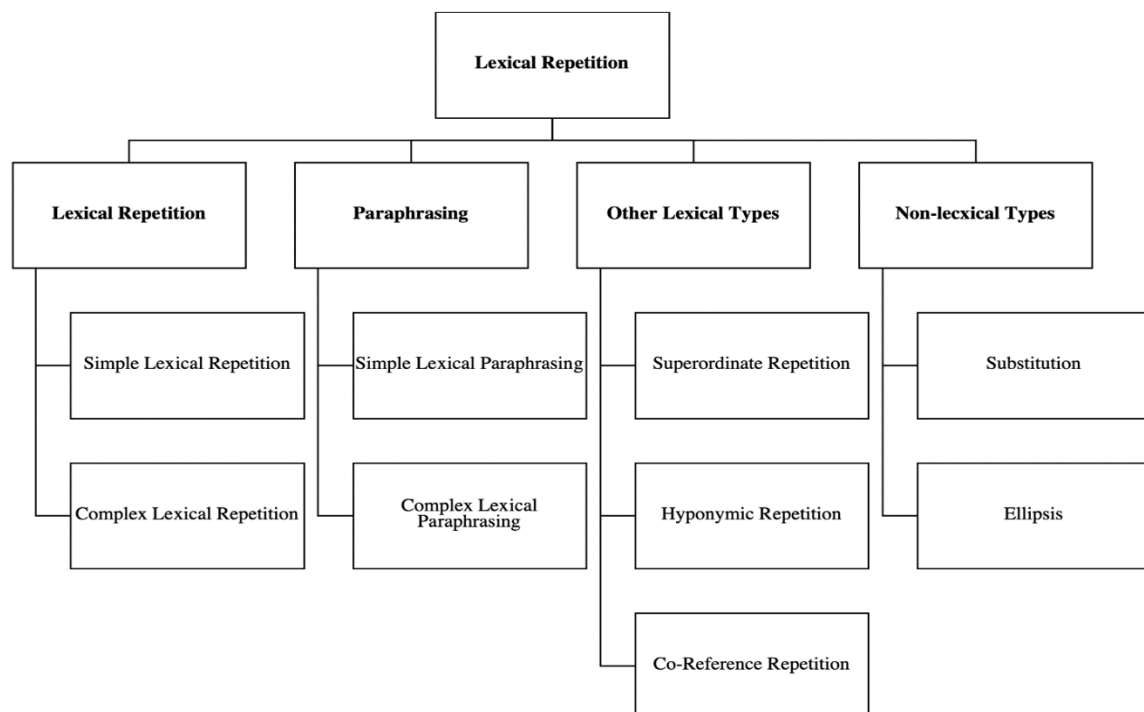 Lexical Repetition
Lexical Repetition
Paraphrasing
Other Lexical Types
Non-lecxical Types
Simple Lexical Repetition
Simple Lexical Paraphrasing
Superordinate Repetition
Substitution
Complex Lexical Repetition
Complex Lexical
Paraphrasing
Hyponymic Repetition
Ellipsis
Co-Reference Repetition